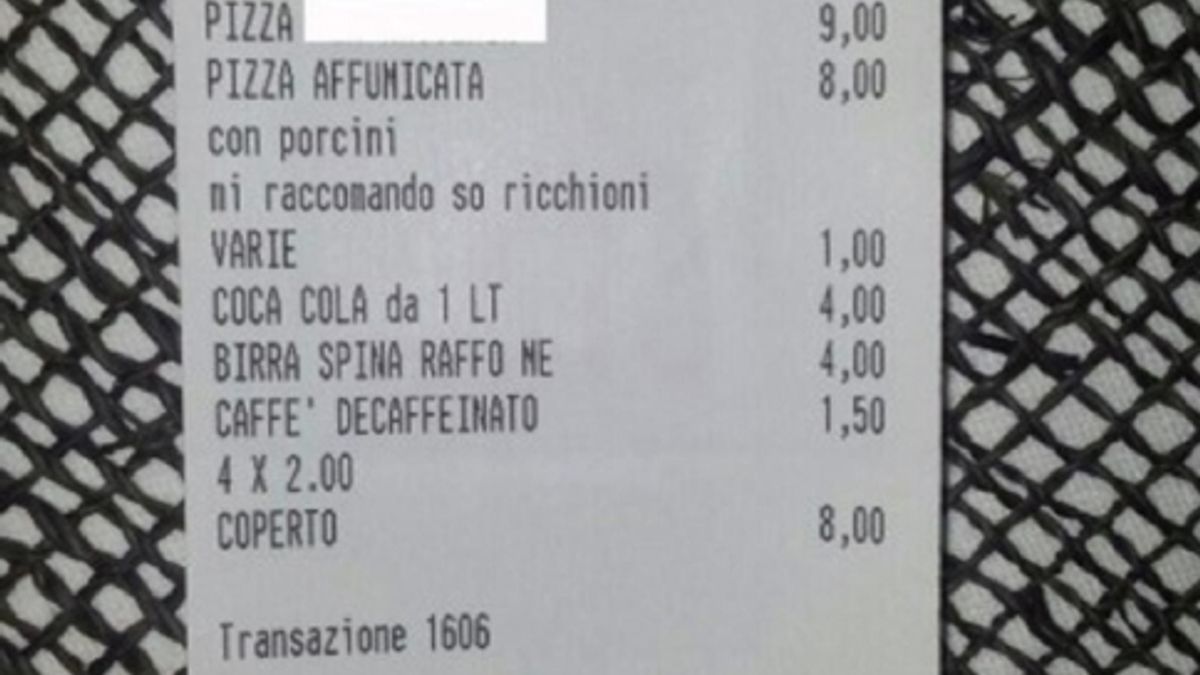 PIZZA 9,00
PIZZA AFFUMICATA 8,00
con porcini
mi raccomando so ricchioni
VARIE 1,00
COCA COLA da 1 LT 4,00
BIRRA SPINA RAFFO ME 4,00
CAFFE' DECAFFEINATO 1,50
4 X 2.00
COPERTO 8,00
Transazione 1606